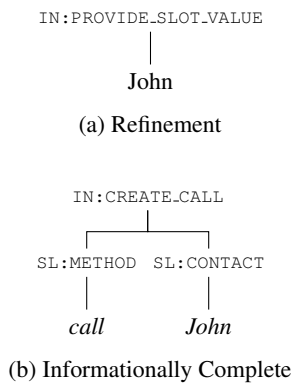 IN:PROVIDE_SLOT_VALUE
John
(a) Refinement
IN:CREATE_CALL
SL:METHOD SL:CONTACT
call John
(b) Informationally Complete